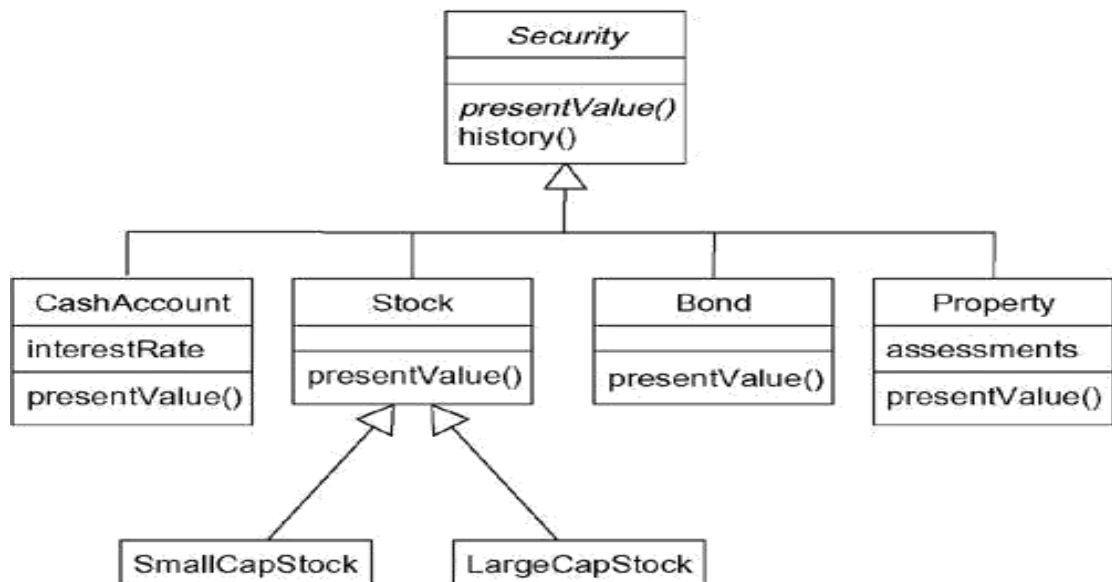 Security
presentValue()
history()
CashAccount
interestRate
presentValue()
Stock
presentValue()
Bond
presentValue()
Property
assessments
presentValue()
SmallCapStock
LargeCapStock